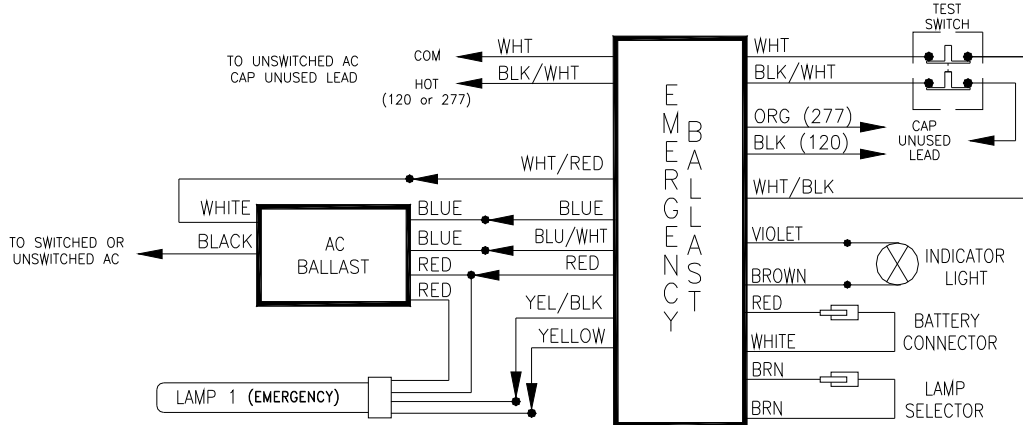 TEST
SWITCH
TO UNSWITCHED AC
CAP UNUSED LEAD
COM
WHT
HOT
(120 or 277)
BLK/WHT
WHT
BLK/WHT
ORG (277)
BLK (120)
CAP
UNUSED
LEAD
EMERGENCY
BALLAST
WHT/RED
WHT/BLK
WHITE
BLUE
BLUE
TO SWITCHED OR
UNSWITCHED AC
BLACK
AC
BALLAST
BLUE
BLU/WHT
RED
RED
RED
VIOLET
BROWN
INDICATOR
LIGHT
YEL/BLK
YELLOW
RED
WHITE
BATTERY
CONNECTOR
BRN
BRN
LAMP
SELECTOR
LAMP 1 (EMERGENCY)